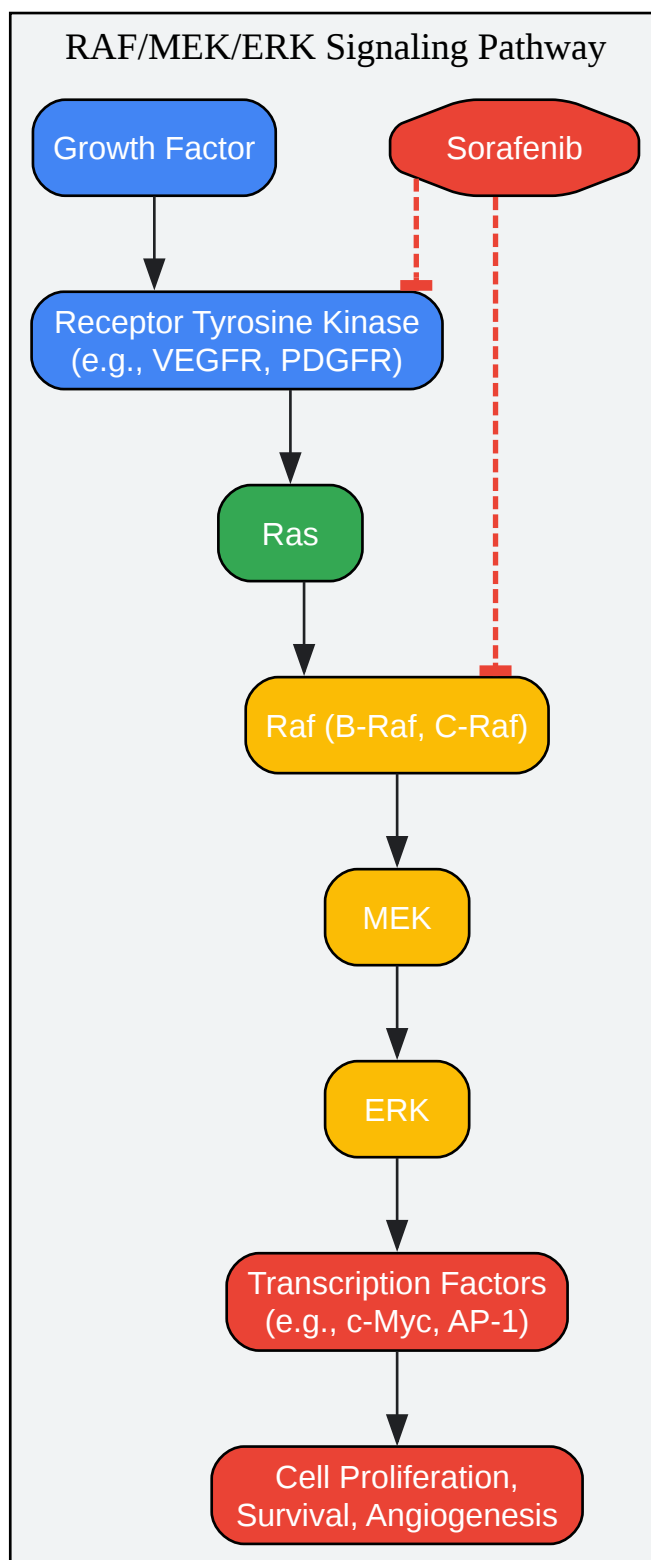 RAF/MEK/ERK Signaling Pathway
Growth Factor
Sorafenib
Receptor Tyrosine Kinase
(e.g., VEGFR, PDGFR)
Ras
Raf (B-Raf, C-Raf)
MEK
ERK
Transcription Factors
(e.g., c-Myc, AP-1)
Cell Proliferation,
Survival, Angiogenesis